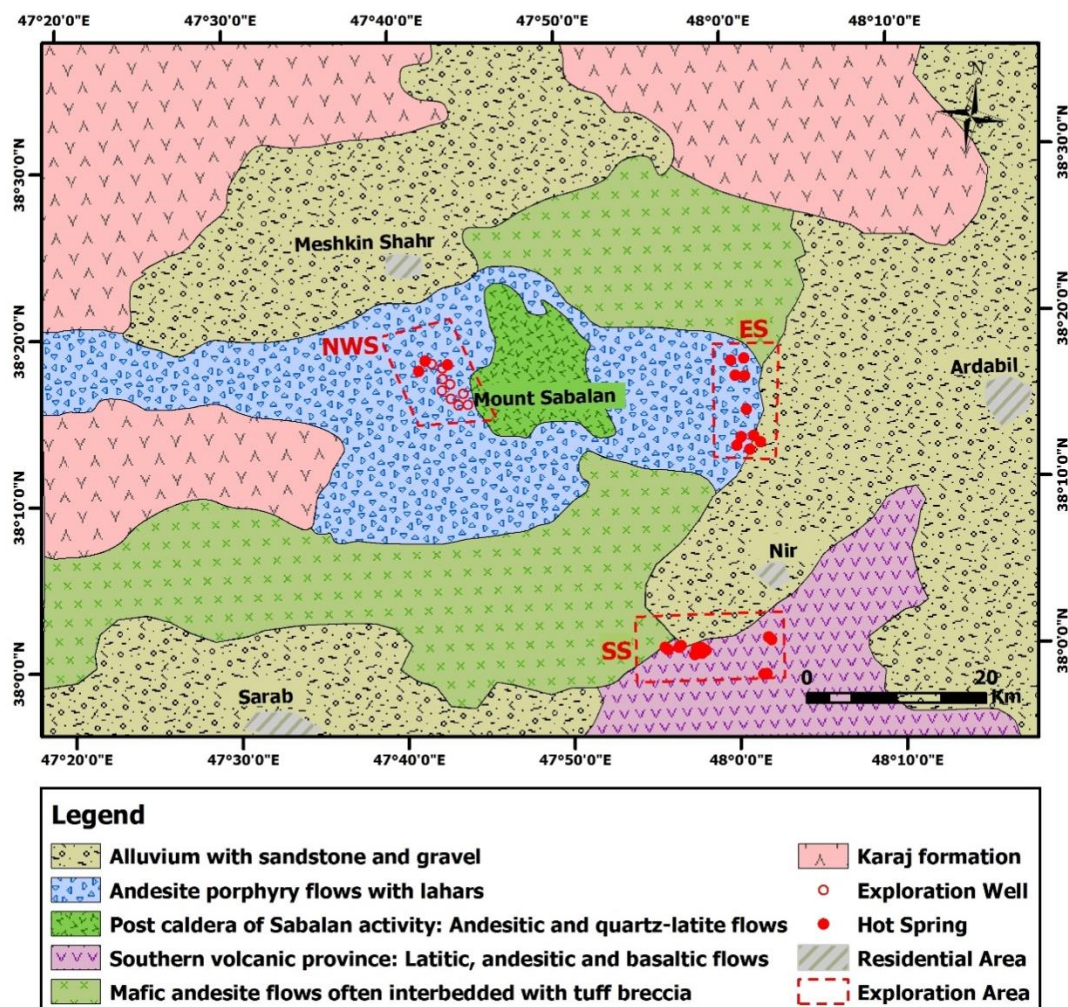 47°20'0"E 47°30'0"E 47°40'0"E 47°50'0"E 48°0'0"E 48°10'0"E
N
38°30'0"N
38°30'0"N
Meshkin Shahr
38°20'0"N
38°20'0"N
NWS
ES
Ardabil
Mount Sabalan
38°10'0"N
38°10'0"N
Nir
SS
38°0'0"N
38°0'0"N
Sarab
0 20
Km
47°20'0"E 47°30'0"E 47°40'0"E 47°50'0"E 48°0'0"E 48°10'0"E
Legend
Alluvium with sandstone and gravel
Andesite porphyry flows with lahars
Post caldera of Sabalan activity: Andesitic and quartz-latite flows
Southern volcanic province: Latitic, andesitic and basaltic flows
Mafic andesite flows often interbedded with tuff breccia
Karaj formation
Exploration Well
Hot Spring
Residential Area
Exploration Area